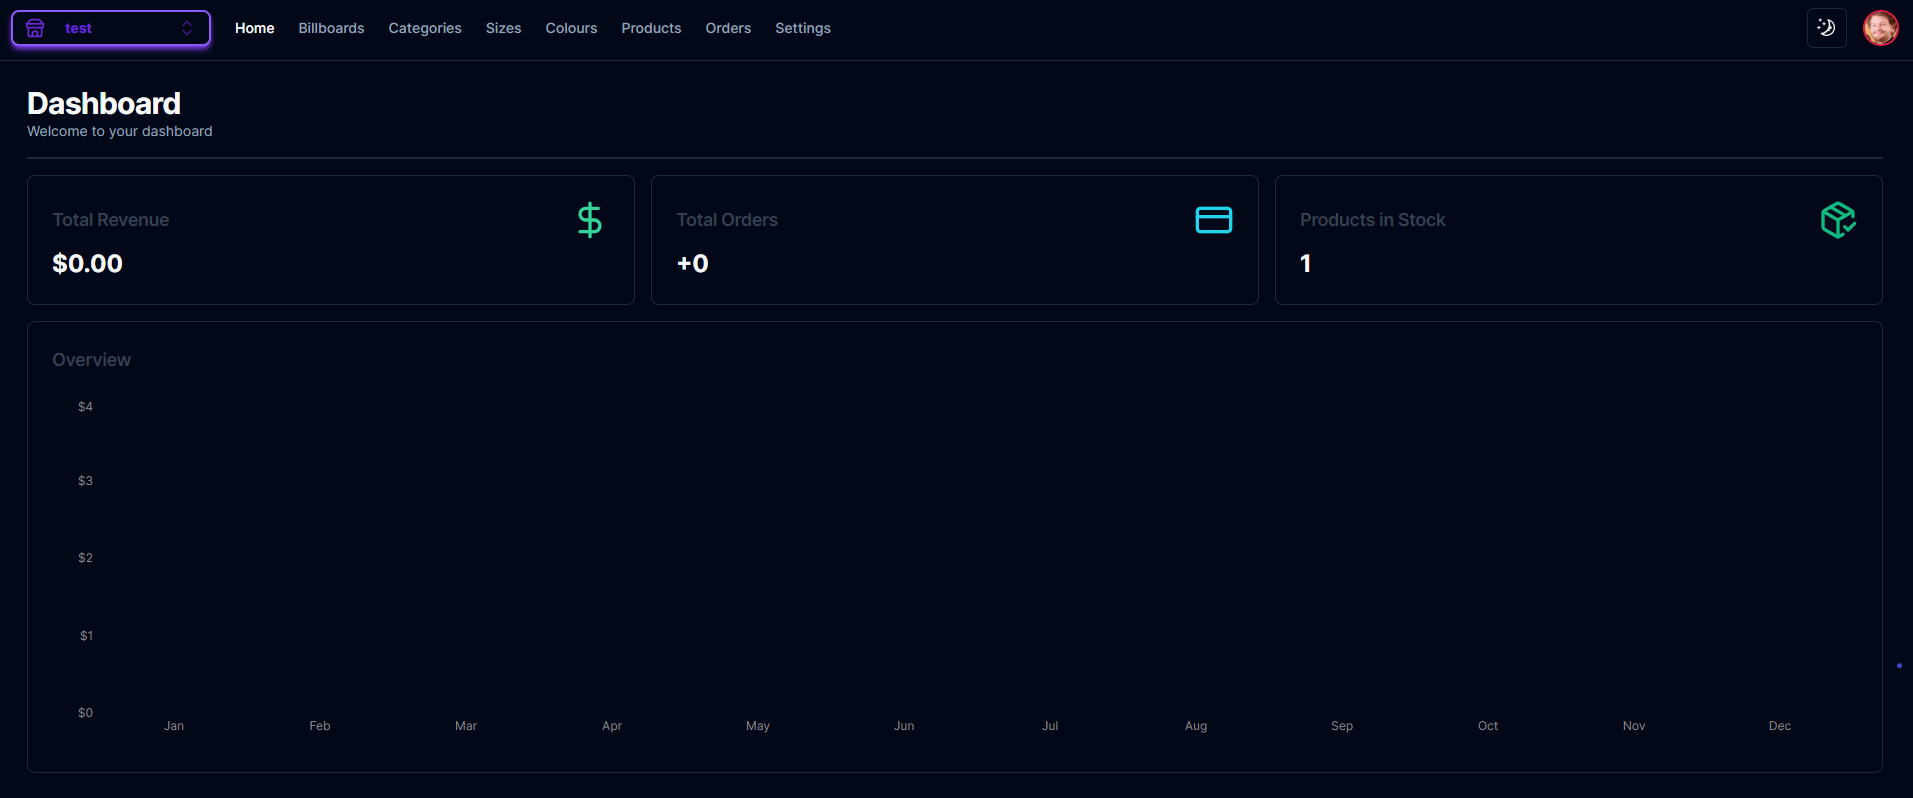 test Home Billboards Categories Sizes Colours Products Orders Settings
Dashboard
Welcome to your dashboard
Total Revenue
$0.00
Total Orders
+0
Products in Stock
1
Overview
$4
$3
$2
$1
$0
Jan Feb Mar Apr May Jun Jul Aug Sep Oct Nov Dec